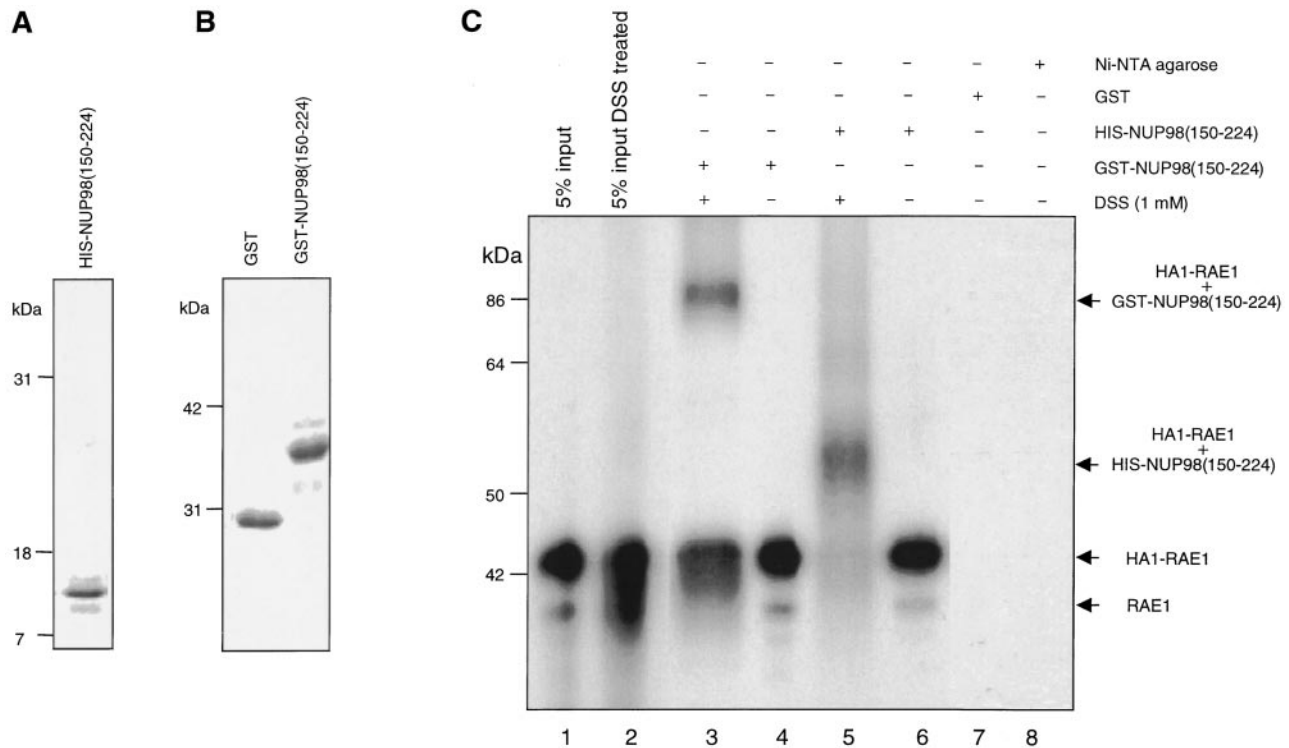 A
HIS-NUP98(150-224)
kDa
31
18
7
B
GST
GST-NUP98(150-224)
kDa
42
31
C
5% input
5% input DSS treated
– – – – – + Ni-NTA agarose
– – – – + – GST
– – + + – – HIS-NUP98(150-224)
+ + – – – – GST-NUP98(150-224)
+ – + – – – DSS (1 mM)
kDa
86
64
50
42
HA1-RAE1
+
GST-NUP98(150-224)
HA1-RAE1
+
HIS-NUP98(150-224)
HA1-RAE1
RAE1
1 2 3 4 5 6 7 8